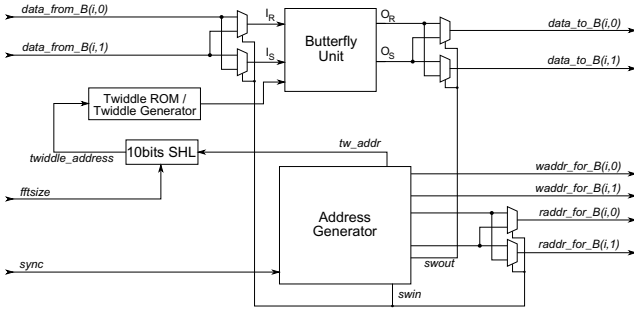 data_from_B(i,0)
I_R
O_R
data_to_B(i,0)
Butterfly
Unit
data_from_B(i,1)
I_S
O_S
data_to_B(i,1)
Twiddle ROM /
Twiddle Generator
twiddle_address
10bits SHL
tw_addr
waddr_for_B(i,0)
fftsize
waddr_for_B(i,1)
Address
Generator
raddr_for_B(i,0)
raddr_for_B(i,1)
sync
swout
swin